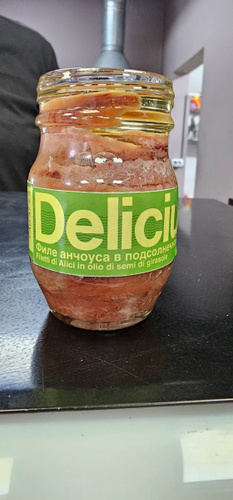 Deliciu
Филе анчоуса в подсолнечн
Filetti di Alici in olio di semi di girasole